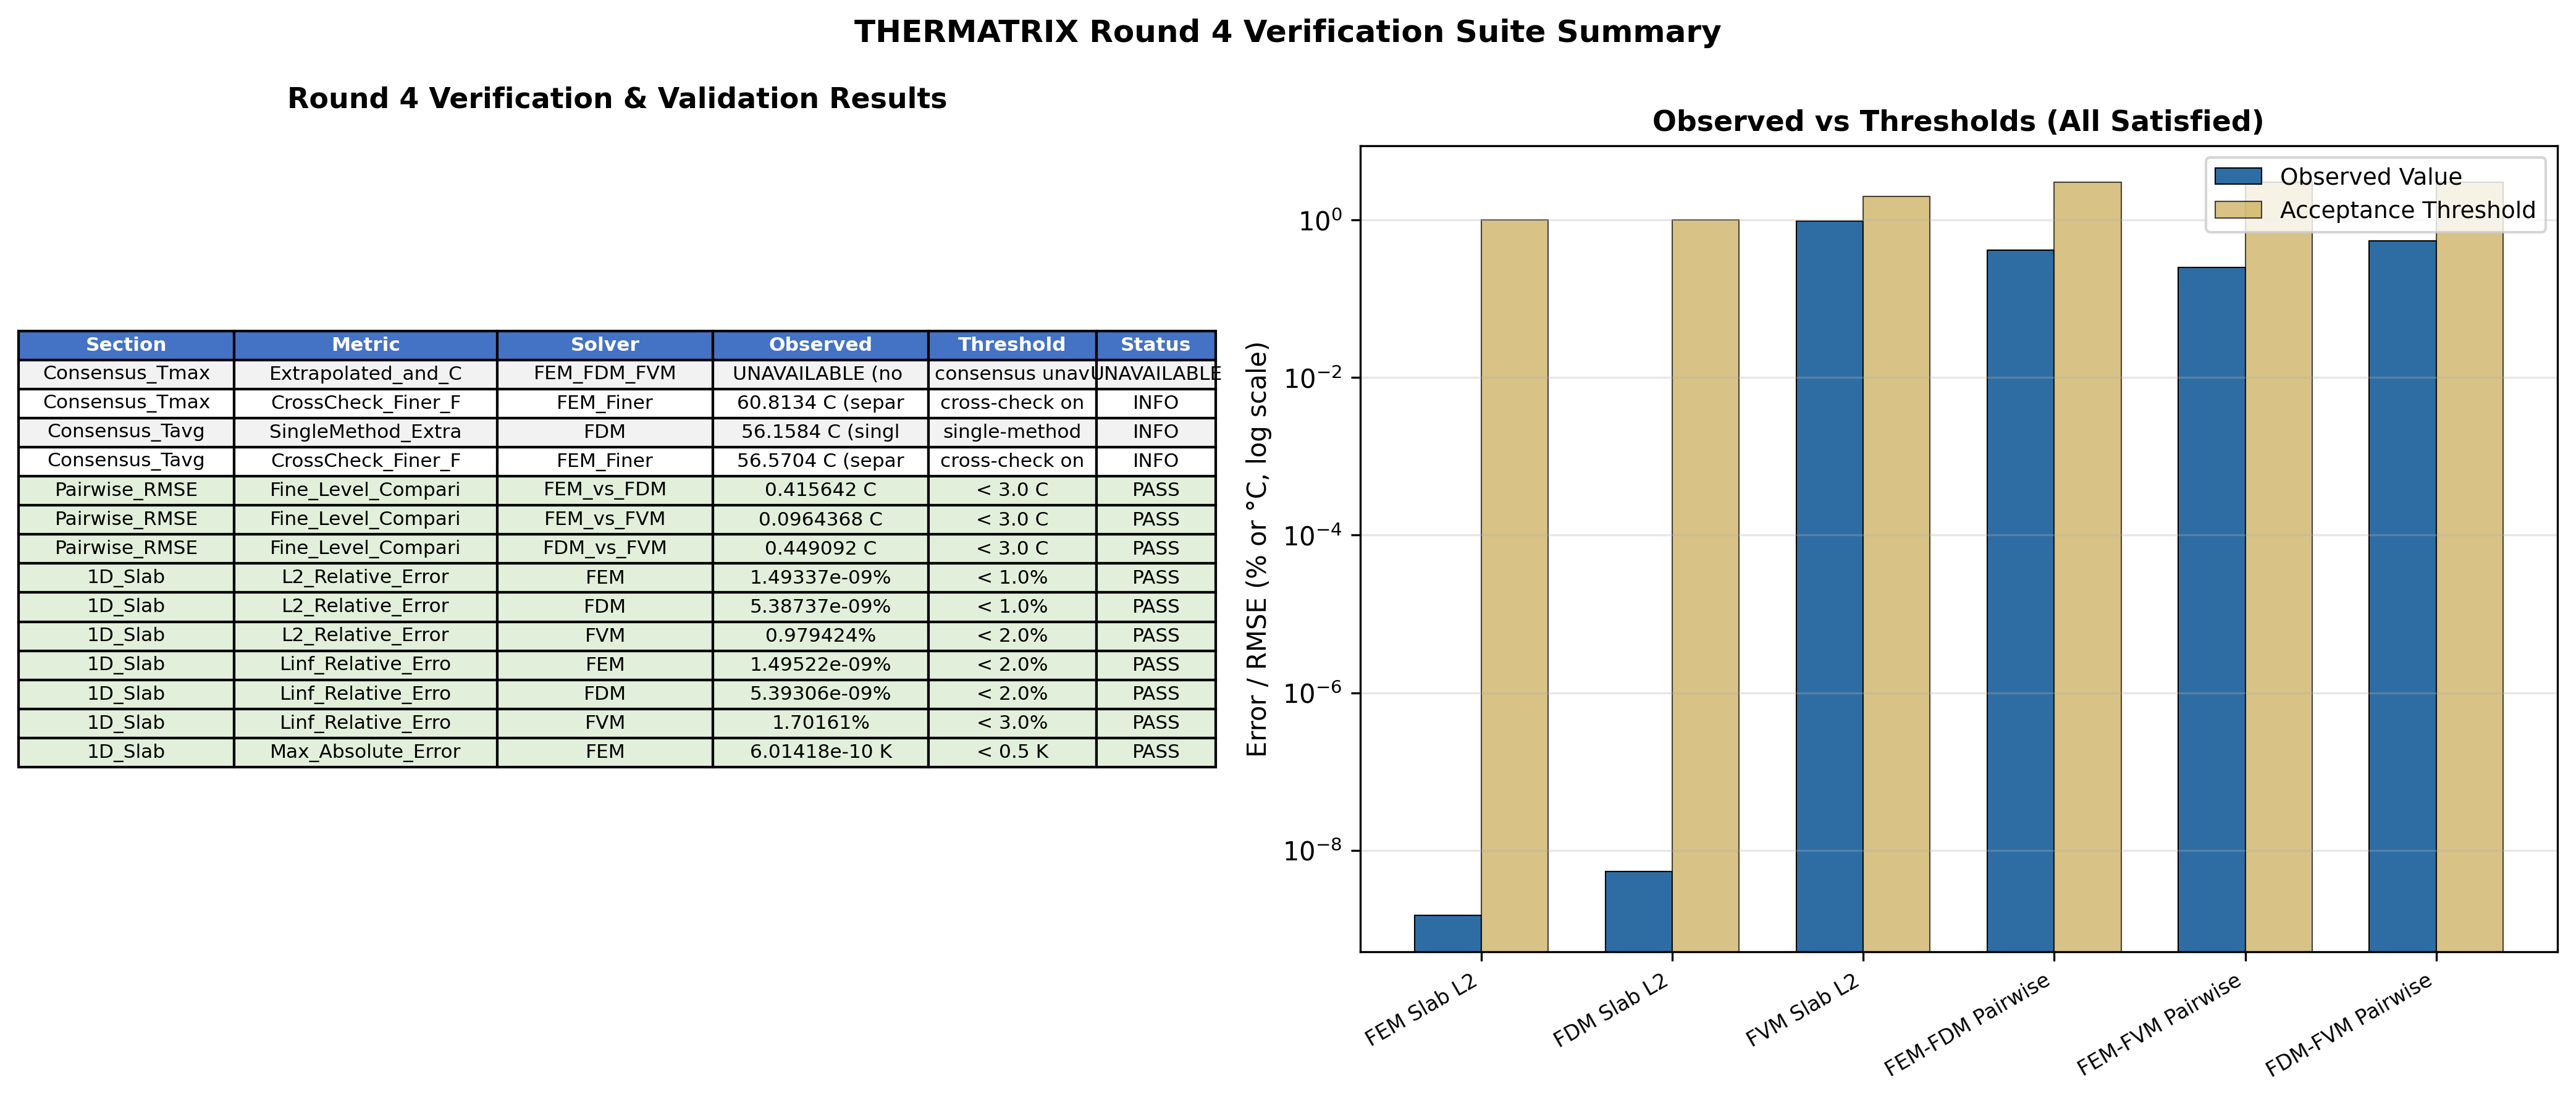 THERMATRIX Round 4 Verification Suite Summary
Round 4 Verification & Validation Results
Section Metric Solver Observed Threshold Status
Consensus_Tmax Extrapolated_and_C FEM_FDM_FVM UNAVAILABLE (no consensus unav UNAVAILABLE
Consensus_Tmax CrossCheck_Finer_F FEM_Finer 60.8134 C (separ cross-check on INFO
Consensus_Tavg SingleMethod_Extra FDM 56.1584 C (singl single-method INFO
Consensus_Tavg CrossCheck_Finer_F FEM_Finer 56.5704 C (separ cross-check on INFO
Pairwise_RMSE Fine_Level_Compari FEM_vs_FDM 0.415642 C < 3.0 C PASS
Pairwise_RMSE Fine_Level_Compari FEM_vs_FVM 0.0964368 C < 3.0 C PASS
Pairwise_RMSE Fine_Level_Compari FDM_vs_FVM 0.449092 C < 3.0 C PASS
1D_Slab L2_Relative_Error FEM 1.49337e-09% < 1.0% PASS
1D_Slab L2_Relative_Error FDM 5.38737e-09% < 1.0% PASS
1D_Slab L2_Relative_Error FVM 0.979424% < 2.0% PASS
1D_Slab Linf_Relative_Erro FEM 1.49522e-09% < 2.0% PASS
1D_Slab Linf_Relative_Erro FDM 5.39306e-09% < 2.0% PASS
1D_Slab Linf_Relative_Erro FVM 1.70161% < 3.0% PASS
1D_Slab Max_Absolute_Error FEM 6.01418e-10 K < 0.5 K PASS
Observed vs Thresholds (All Satisfied)
Observed Value
Acceptance Threshold
Error / RMSE (% or °C, log scale)
10⁰
10⁻²
10⁻⁴
10⁻⁶
10⁻⁸
FEM Slab L2
FDM Slab L2
FVM Slab L2
FEM-FDM Pairwise
FEM-FVM Pairwise
FDM-FVM Pairwise